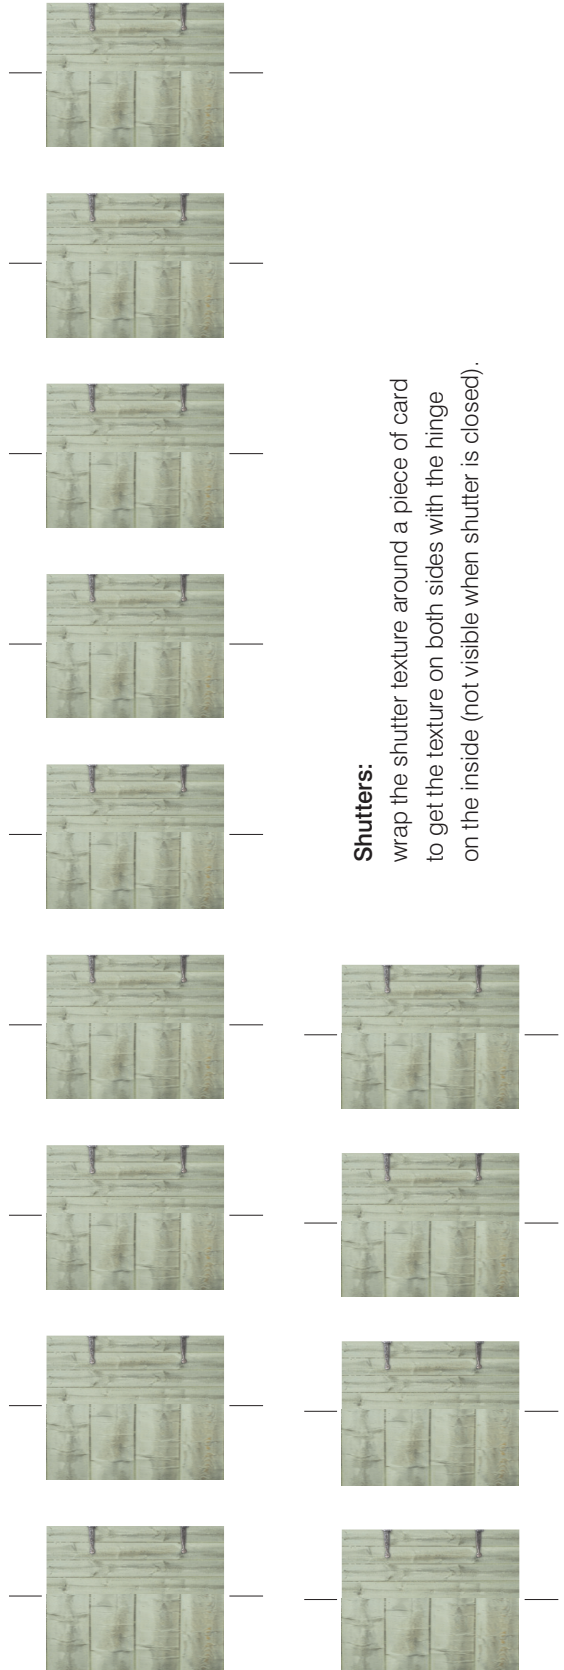 Shutters:
wrap the shutter texture around a piece of card
to get the texture on both sides with the hinge
on the inside (not visible when shutter is closed).